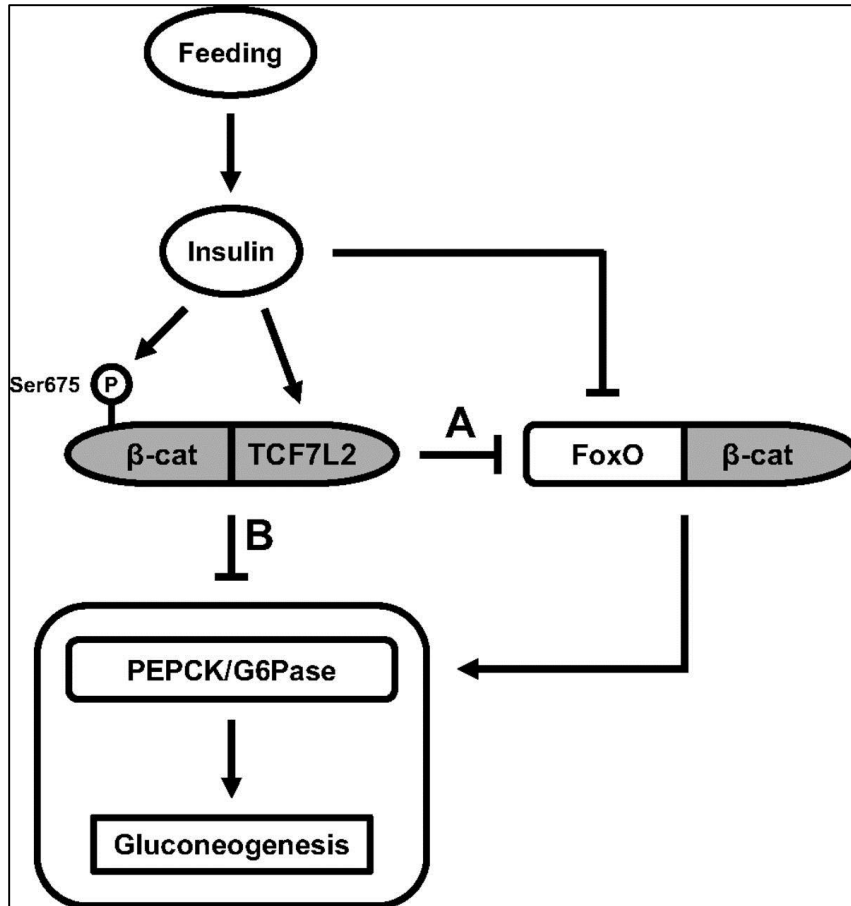 Feeding
Insulin
Ser675
P
β-cat
TCF7L2
A
FoxO
β-cat
B
PEPCK/G6Pase
Gluconeogenesis